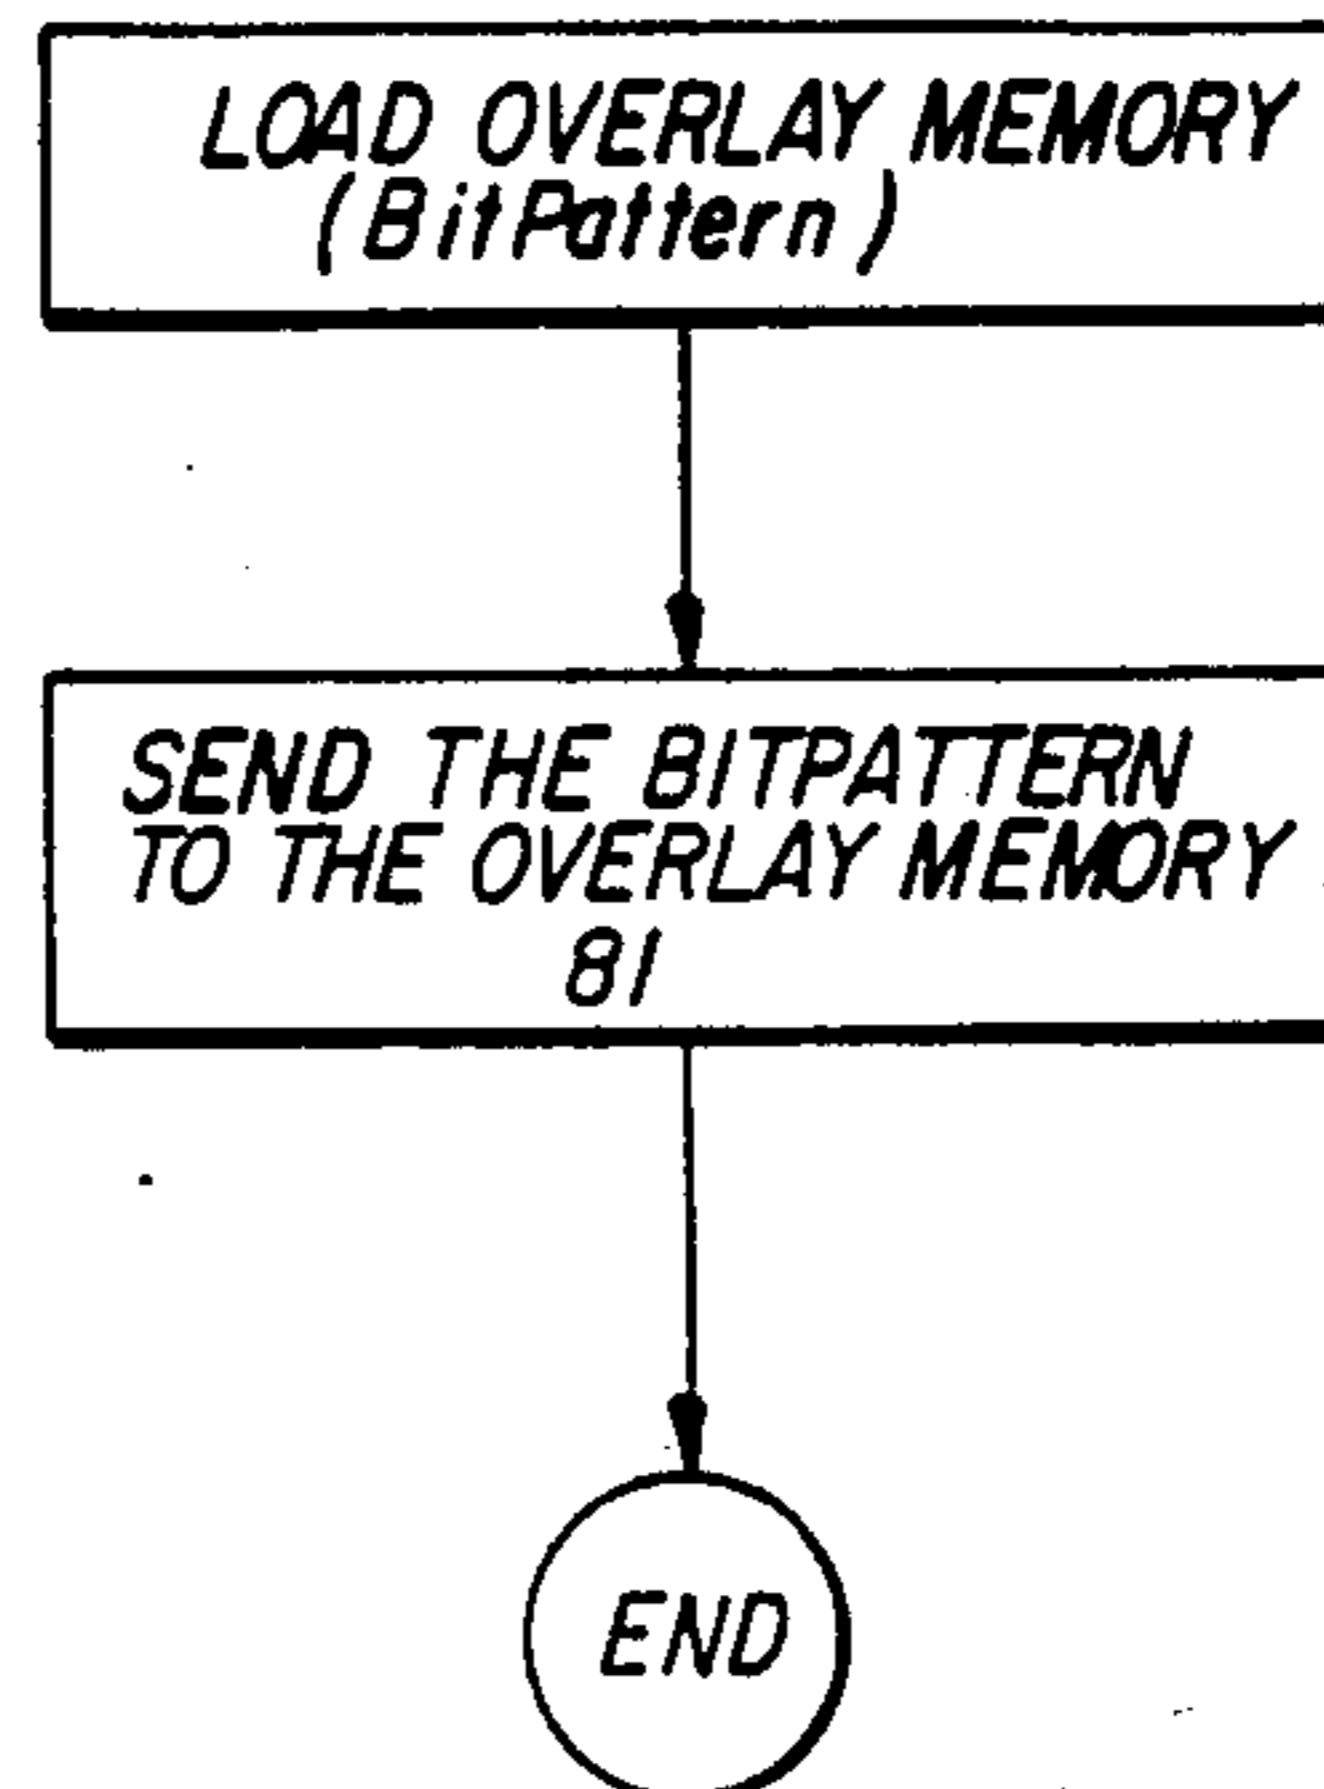 LOAD OVERLAY MEMORY
(BitPattern)
SEND THE BITPATTERN
TO THE OVERLAY MEMORY
81
END